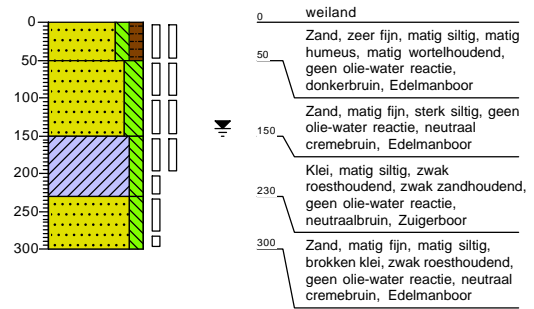 0
50
100
150
200
250
300
0
weiland
Zand, zeer fijn, matig siltig, matig
humeus, matig wortelhoudend,
geen olie-water reactie,
donkerbruin, Edelmanboor
50
Zand, matig fijn, sterk siltig, geen
olie-water reactie, neutraal
cremebruin, Edelmanboor
150
Klei, matig siltig, zwak
roesthoudend, zwak zandhoudend,
geen olie-water reactie,
neutraalbruin, Zuigerboor
230
Zand, matig fijn, matig siltig,
brokken klei, zwak roesthoudend,
geen olie-water reactie, neutraal
cremebruin, Edelmanboor
300